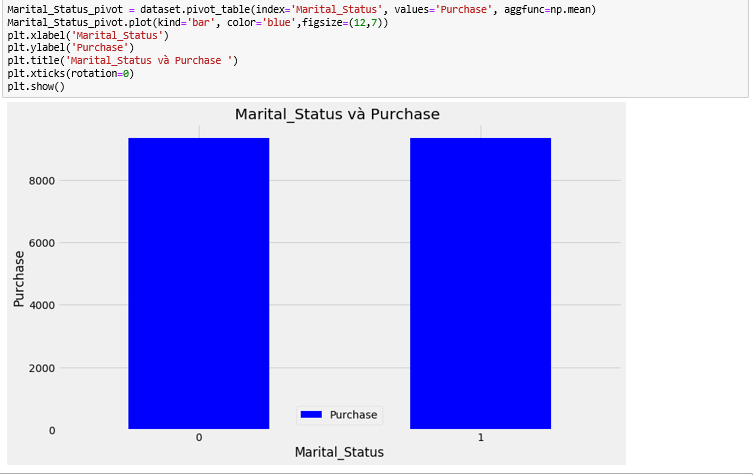 Marital_Status_pivot = dataset.pivot_table(index='Marital_Status', values='Purchase', aggfunc=np.mean)
Marital_Status_pivot.plot(kind='bar', color='blue',figsize=(12,7))
plt.xlabel('Marital_Status')
plt.ylabel('Purchase')
plt.title('Marital_Status và Purchase ')
plt.xticks(rotation=0)
plt.show()
Marital_Status và Purchase
8000
6000
4000
2000
0
Purchase
Purchase
0
1
Marital_Status